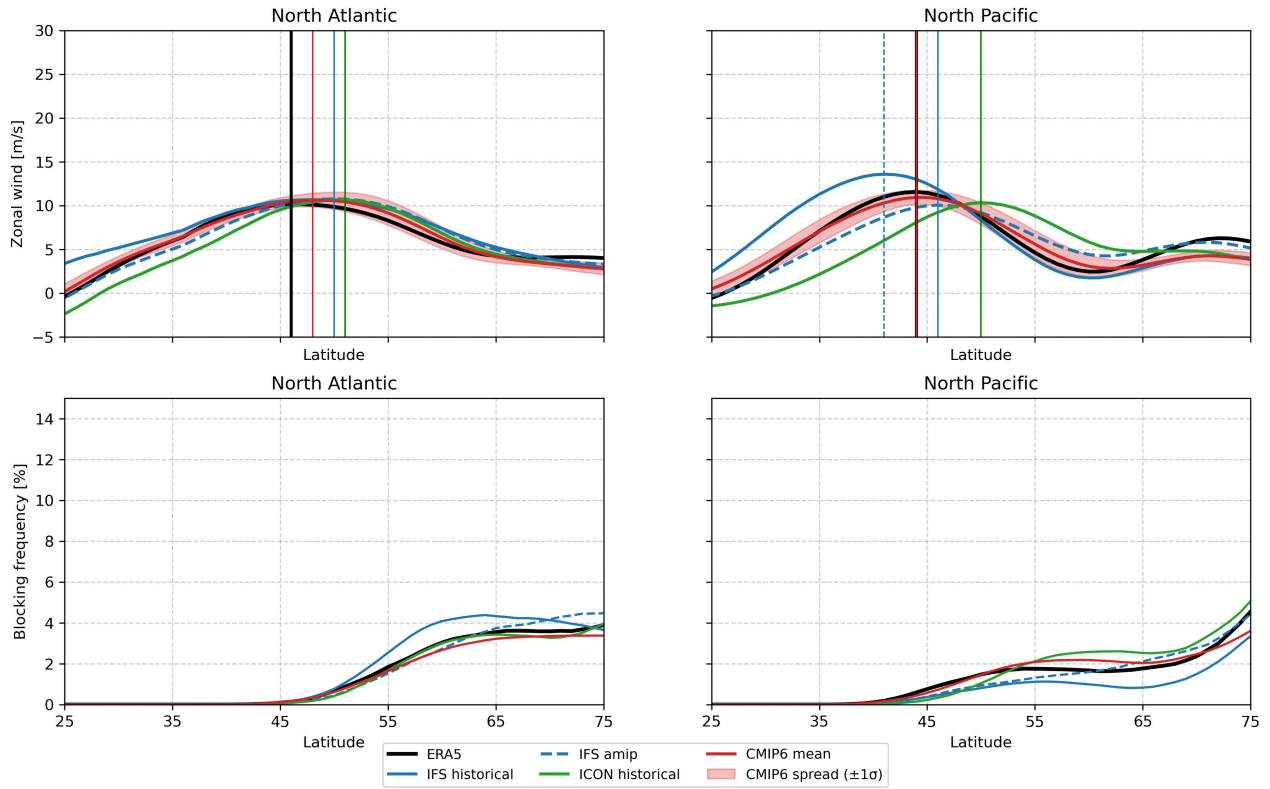 North Atlantic
North Pacific
30
25
20
15
10
5
0
−5
Zonal wind [m/s]
Latitude
Latitude
North Atlantic
North Pacific
14
12
10
8
6
4
2
0
Blocking frequency [%]
25 35 45 55 65 75
25 35 45 55 65 75
Latitude
Latitude
ERA5 IFS amip CMIP6 mean
IFS historical ICON historical CMIP6 spread (±1σ)